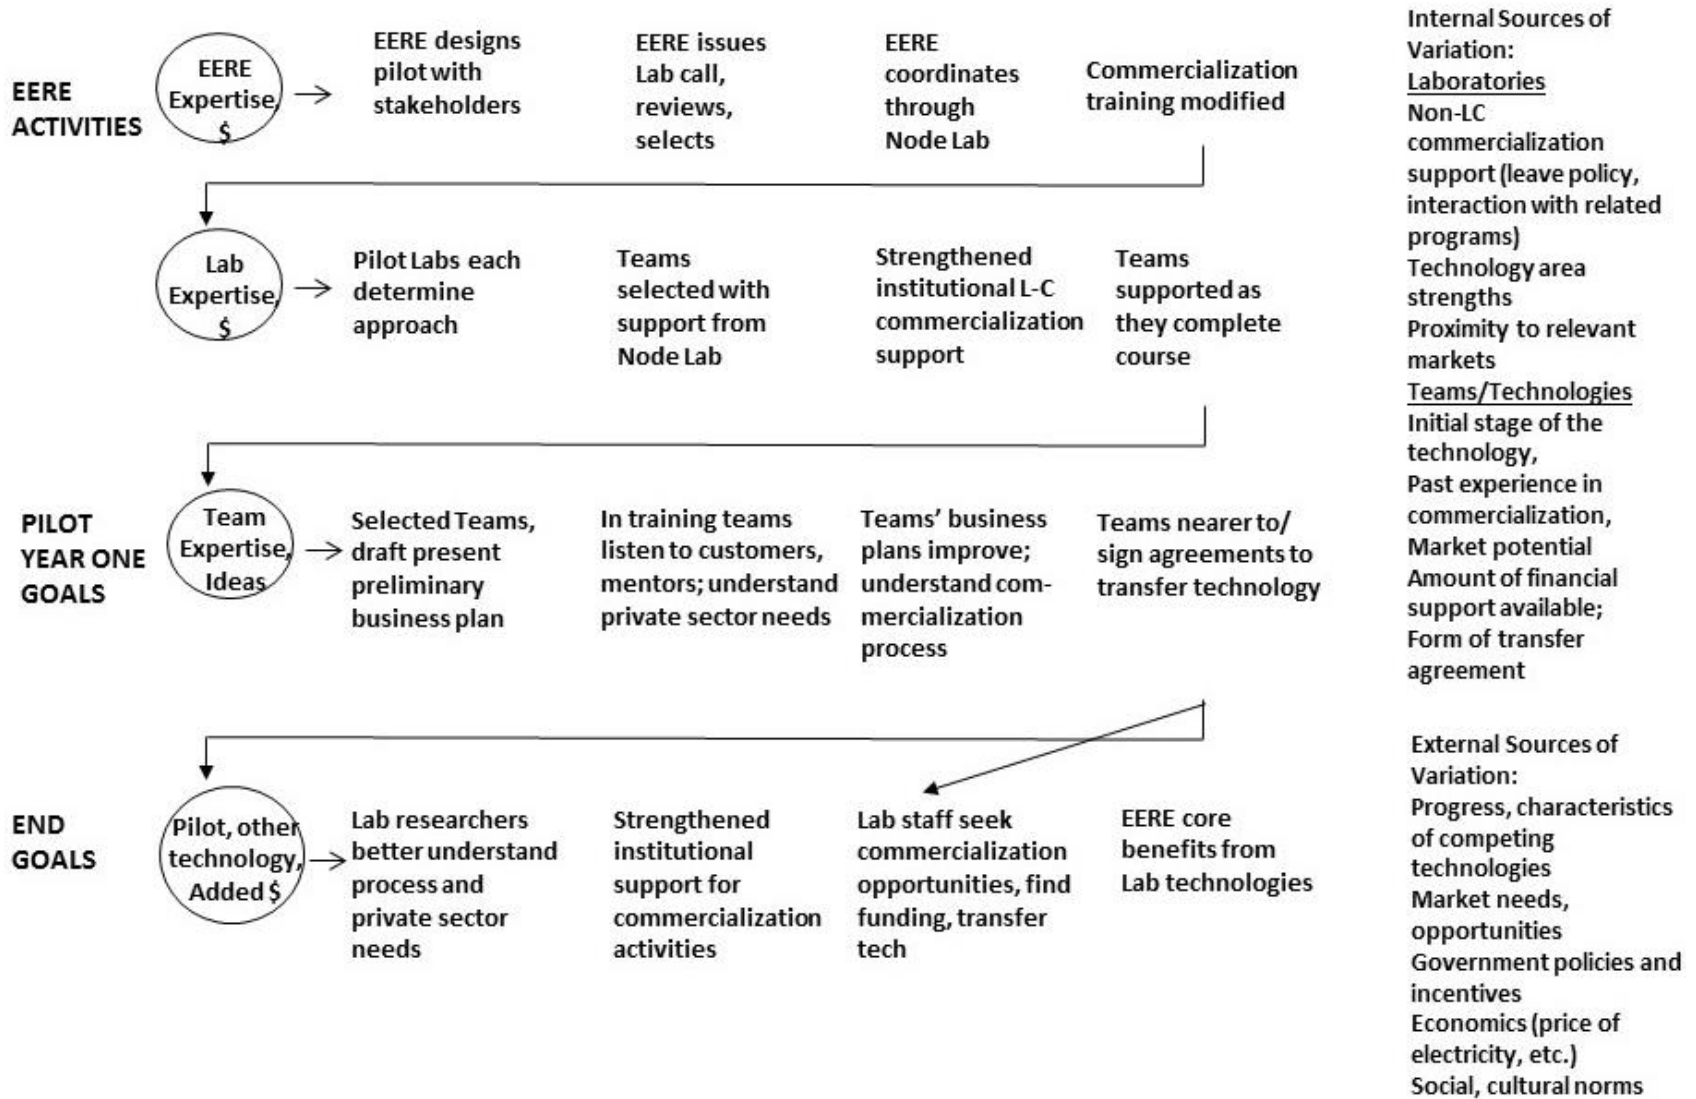 EERE
ACTIVITIES
EERE
Expertise,
$
EERE designs
pilot with
stakeholders
EERE issues
Lab call,
reviews,
selects
EERE
coordinates
through
Node Lab
Commercialization
training modified
Lab
Expertise,
$
Pilot Labs each
determine
approach
Teams
selected with
support from
Node Lab
Strengthened
institutional L-C
commercialization
support
Teams
supported as
they complete
course
PILOT
YEAR ONE
GOALS
Team
Expertise,
Ideas
Selected Teams,
draft present
preliminary
business plan
In training teams
listen to customers,
mentors; understand
private sector needs
Teams' business
plans improve;
understand com-
mercialization
process
Teams nearer to/
sign agreements to
transfer technology
END
GOALS
Pilot, other
technology,
Added $
Lab researchers
better understand
process and
private sector
needs
Strengthened
institutional
support for
commercialization
activities
Lab staff seek
commercialization
opportunities, find
funding, transfer
tech
EERE core
benefits from
Lab technologies
Internal Sources of
Variation:
Laboratories
Non-LC
commercialization
support (leave policy,
interaction with related
programs)
Technology area
strengths
Proximity to relevant
markets
Teams/Technologies
Initial stage of the
technology,
Past experience in
commercialization,
Market potential
Amount of financial
support available;
Form of transfer
agreement
External Sources of
Variation:
Progress, characteristics
of competing
technologies
Market needs,
opportunities
Government policies and
incentives
Economics (price of
electricity, etc.)
Social, cultural norms